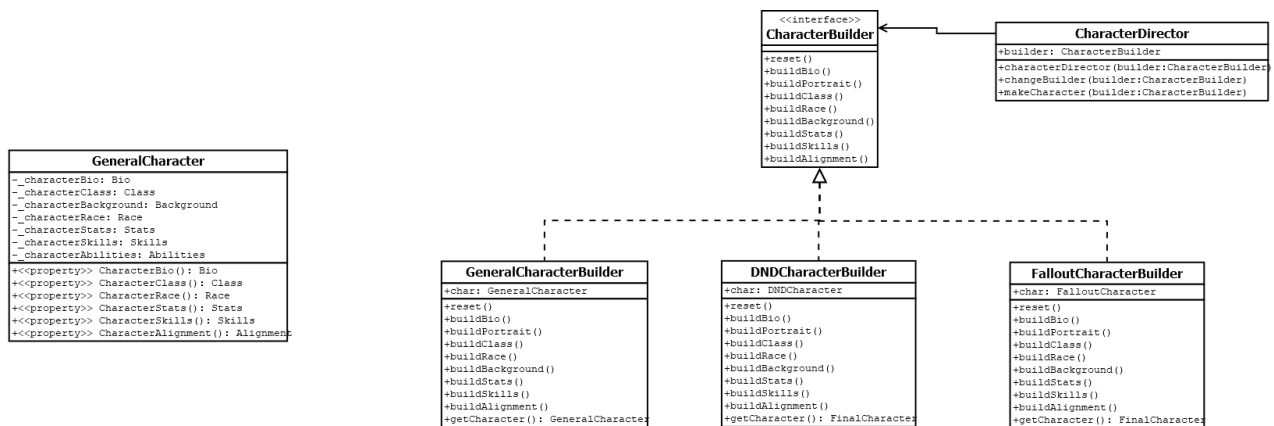 <<interface>>
CharacterBuilder
+reset()
+buildBio()
+buildPortrait()
+buildClass()
+buildRace()
+buildBackground()
+buildStats()
+buildSkills()
+buildAlignment()
CharacterDirector
+builder: CharacterBuilder
+characterDirector(builder:CharacterBuilder)
+changeBuilder(builder:CharacterBuilder)
+makeCharacter(builder:CharacterBuilder)
GeneralCharacter
-_characterBio: Bio
-_characterClass: Class
-_characterBackground: Background
-_characterRace: Race
-_characterStats: Stats
-_characterSkills: Skills
-_characterAbilities: Abilities
+<<property>> CharacterBio(): Bio
+<<property>> CharacterClass(): Class
+<<property>> CharacterRace(): Race
+<<property>> CharacterStats(): Stats
+<<property>> CharacterSkills(): Skills
+<<property>> CharacterAlignment(): Alignment
GeneralCharacterBuilder
+char: GeneralCharacter
+reset()
+buildBio()
+buildPortrait()
+buildClass()
+buildRace()
+buildBackground()
+buildStats()
+buildSkills()
+buildAlignment()
+getCharacter(): GeneralCharacter
DNDCharacterBuilder
+char: DNDCharacter
+reset()
+buildBio()
+buildPortrait()
+buildClass()
+buildRace()
+buildBackground()
+buildStats()
+buildSkills()
+buildAlignment()
+getCharacter(): FinalCharacter
FalloutCharacterBuilder
+char: FalloutCharacter
+reset()
+buildBio()
+buildPortrait()
+buildClass()
+buildRace()
+buildBackground()
+buildStats()
+buildSkills()
+buildAlignment()
+getCharacter(): FinalCharacter